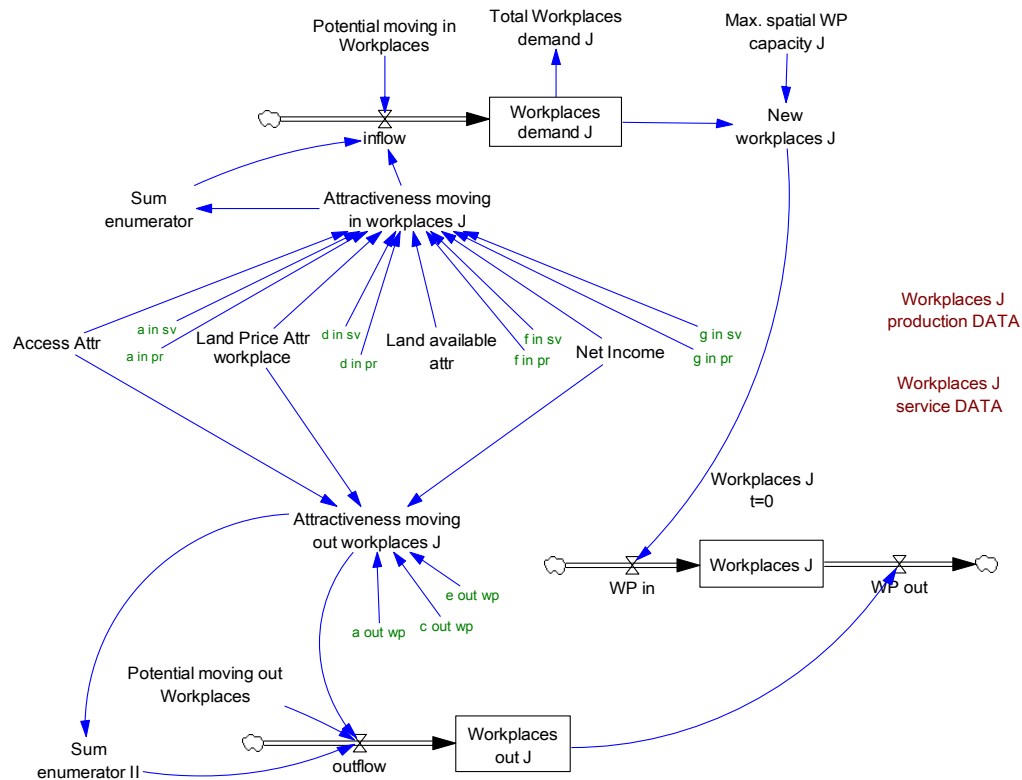 Potential moving in
Workplaces
Total Workplaces
demand J
Max. spatial WP
capacity J
Workplaces
demand J
New
workplaces J
inflow
Sum
enumerator
Attractiveness moving
in workplaces J
Access Attr
a in sv
a in pr
Land Price Attr
workplace
d in sv
d in pr
Land available
attr
f in sv
f in pr
Net Income
g in sv
g in pr
Workplaces J
production DATA
Workplaces J
service DATA
Workplaces J
t=0
Attractiveness moving
out workplaces J
WP in
Workplaces J
WP out
e out wp
a out wp
c out wp
Potential moving out
Workplaces
Sum
enumerator II
outflow
Workplaces
out J